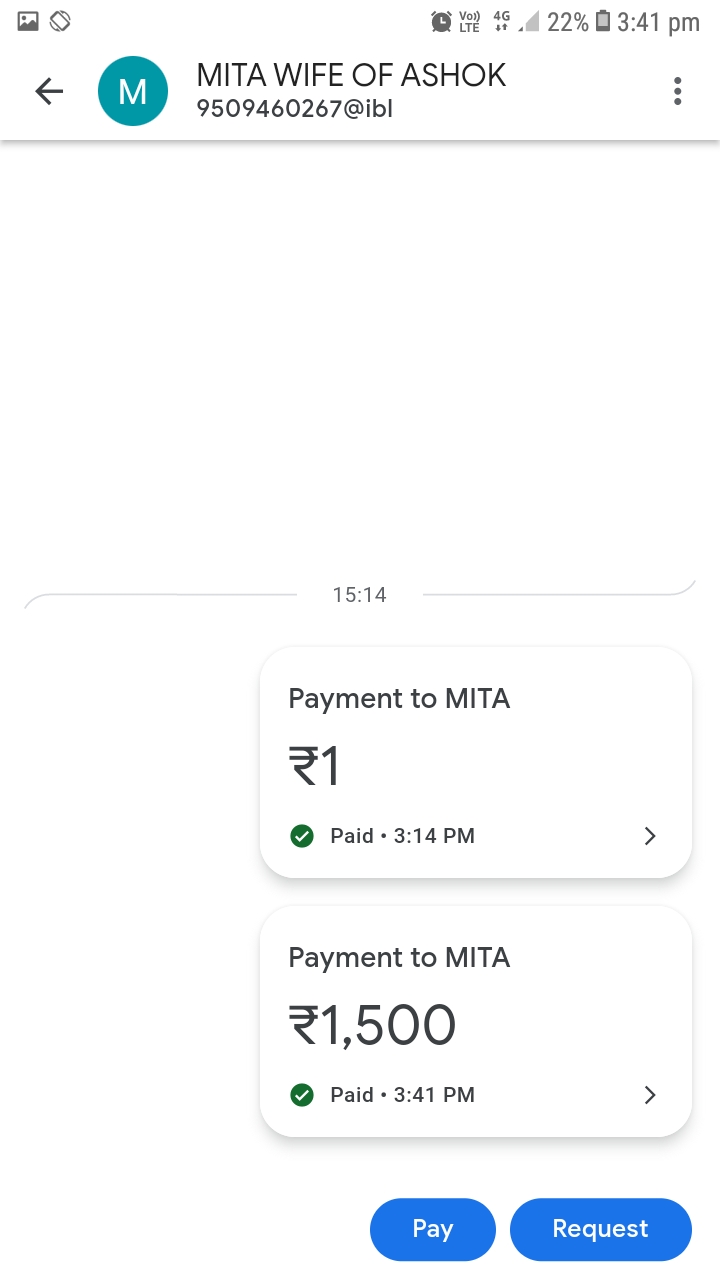 Vo)) 4G 22% 3:41 pm
LTE
M MITA WIFE OF ASHOK
9509460267@ibl
15:14
Payment to MITA
₹1
Paid • 3:14 PM
Payment to MITA
₹1,500
Paid • 3:41 PM
Pay Request